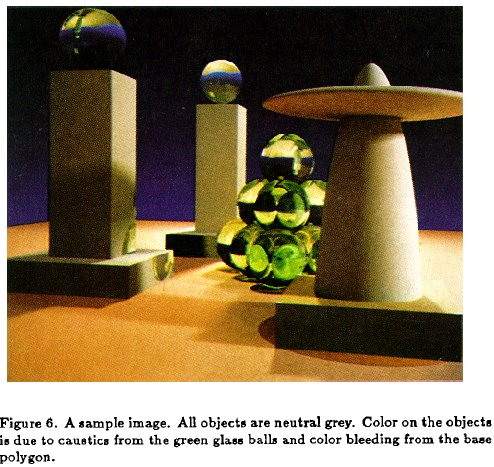 Figure 6. A sample image. All objects are neutral grey. Color on the objects
is due to caustics from the green glass balls and color bleeding from the base
polygon.